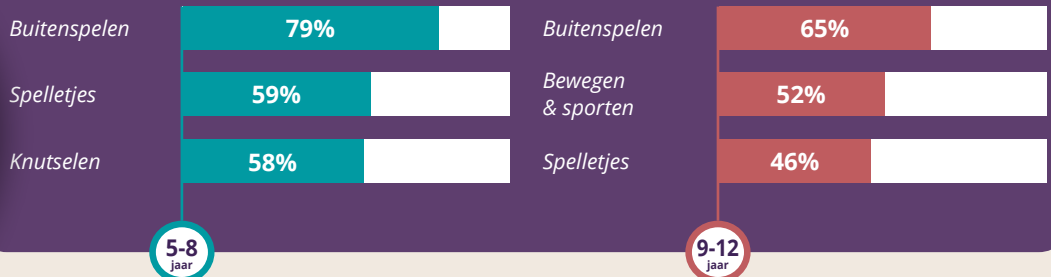 Buitenspelen 79%
Spelletjes 59%
Knutselen 58%
5-8
jaar
Buitenspelen 65%
Bewegen
& sporten 52%
Spelletjes 46%
9-12
jaar